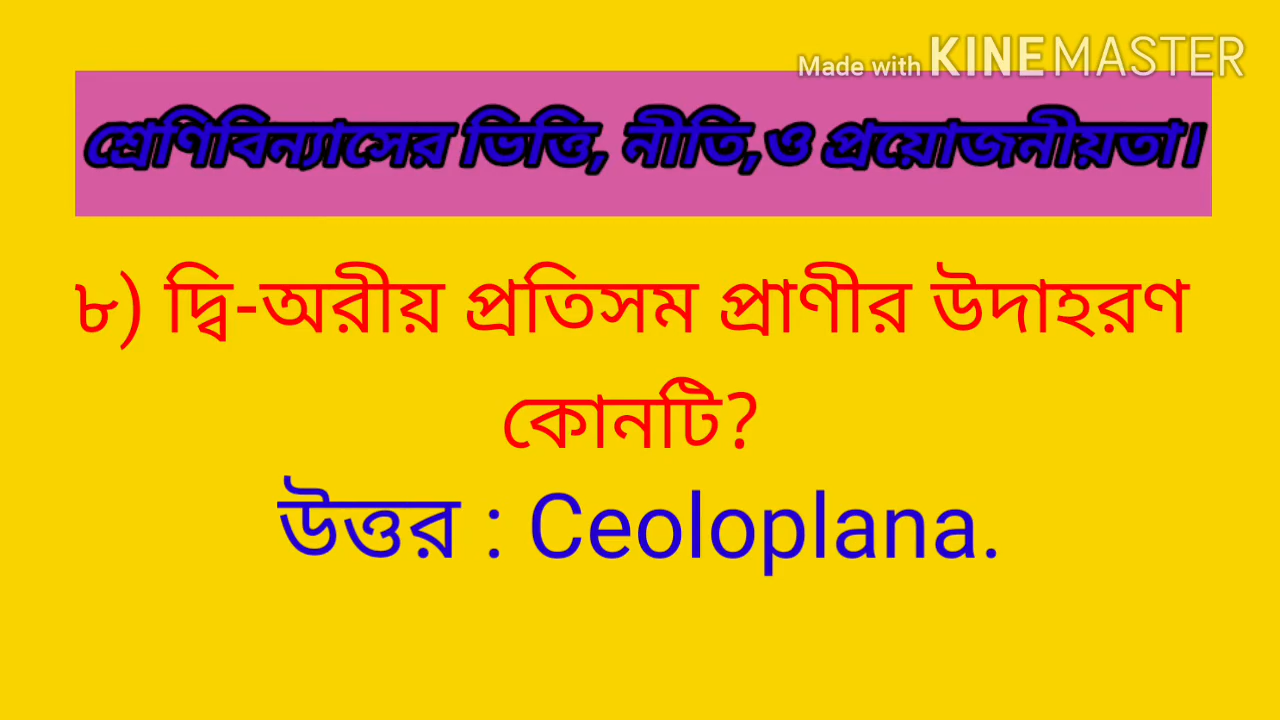 Made with KINEMASTER
শ্রেণিবিন্যাসের ভিত্তি, নীতি,ও প্রয়োজনীয়তা।
৮) দ্বি-অরীয় প্রতিসম প্রাণীর উদাহরণ
কোনটি?
উত্তর : Ceoloplana.